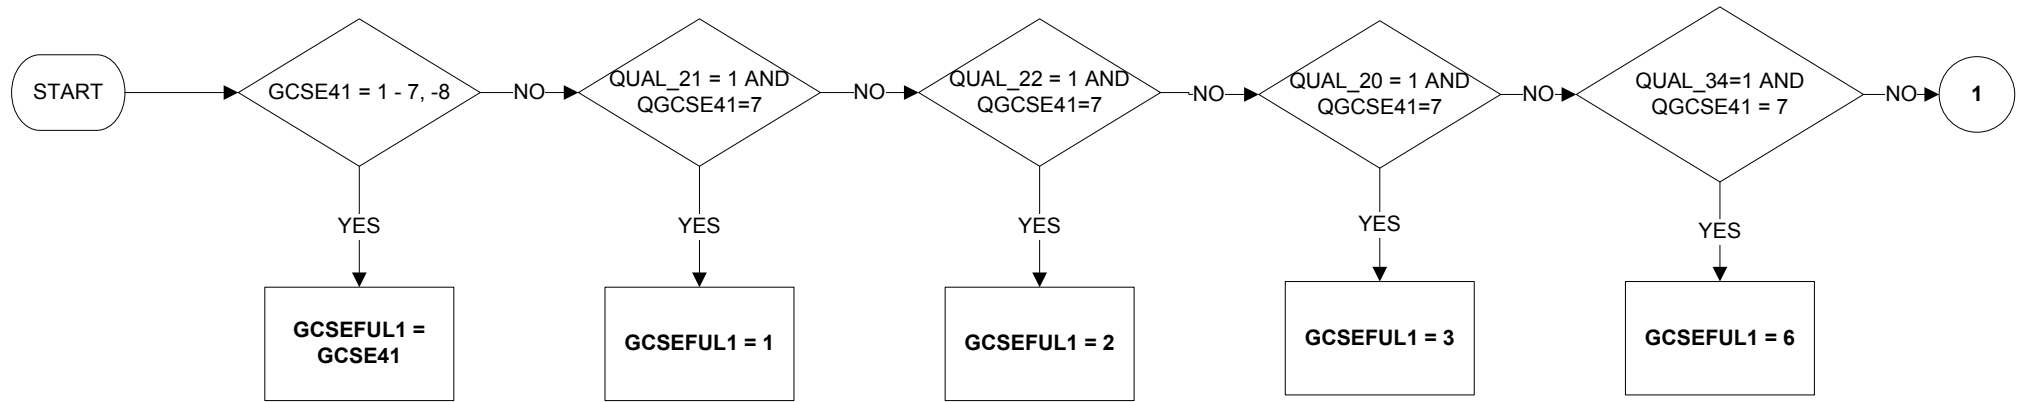 START
GCSE41 = 1 - 7, -8
NO
QUAL_21 = 1 AND
QGCSE41=7
NO
QUAL_22 = 1 AND
QGCSE41=7
NO
QUAL_20 = 1 AND
QGCSE41=7
NO
QUAL_34=1 AND
QGCSE41 = 7
NO
1
YES
YES
YES
YES
YES
GCSEFUL1 =
GCSE41
GCSEFUL1 = 1
GCSEFUL1 = 2
GCSEFUL1 = 3
GCSEFUL1 = 6